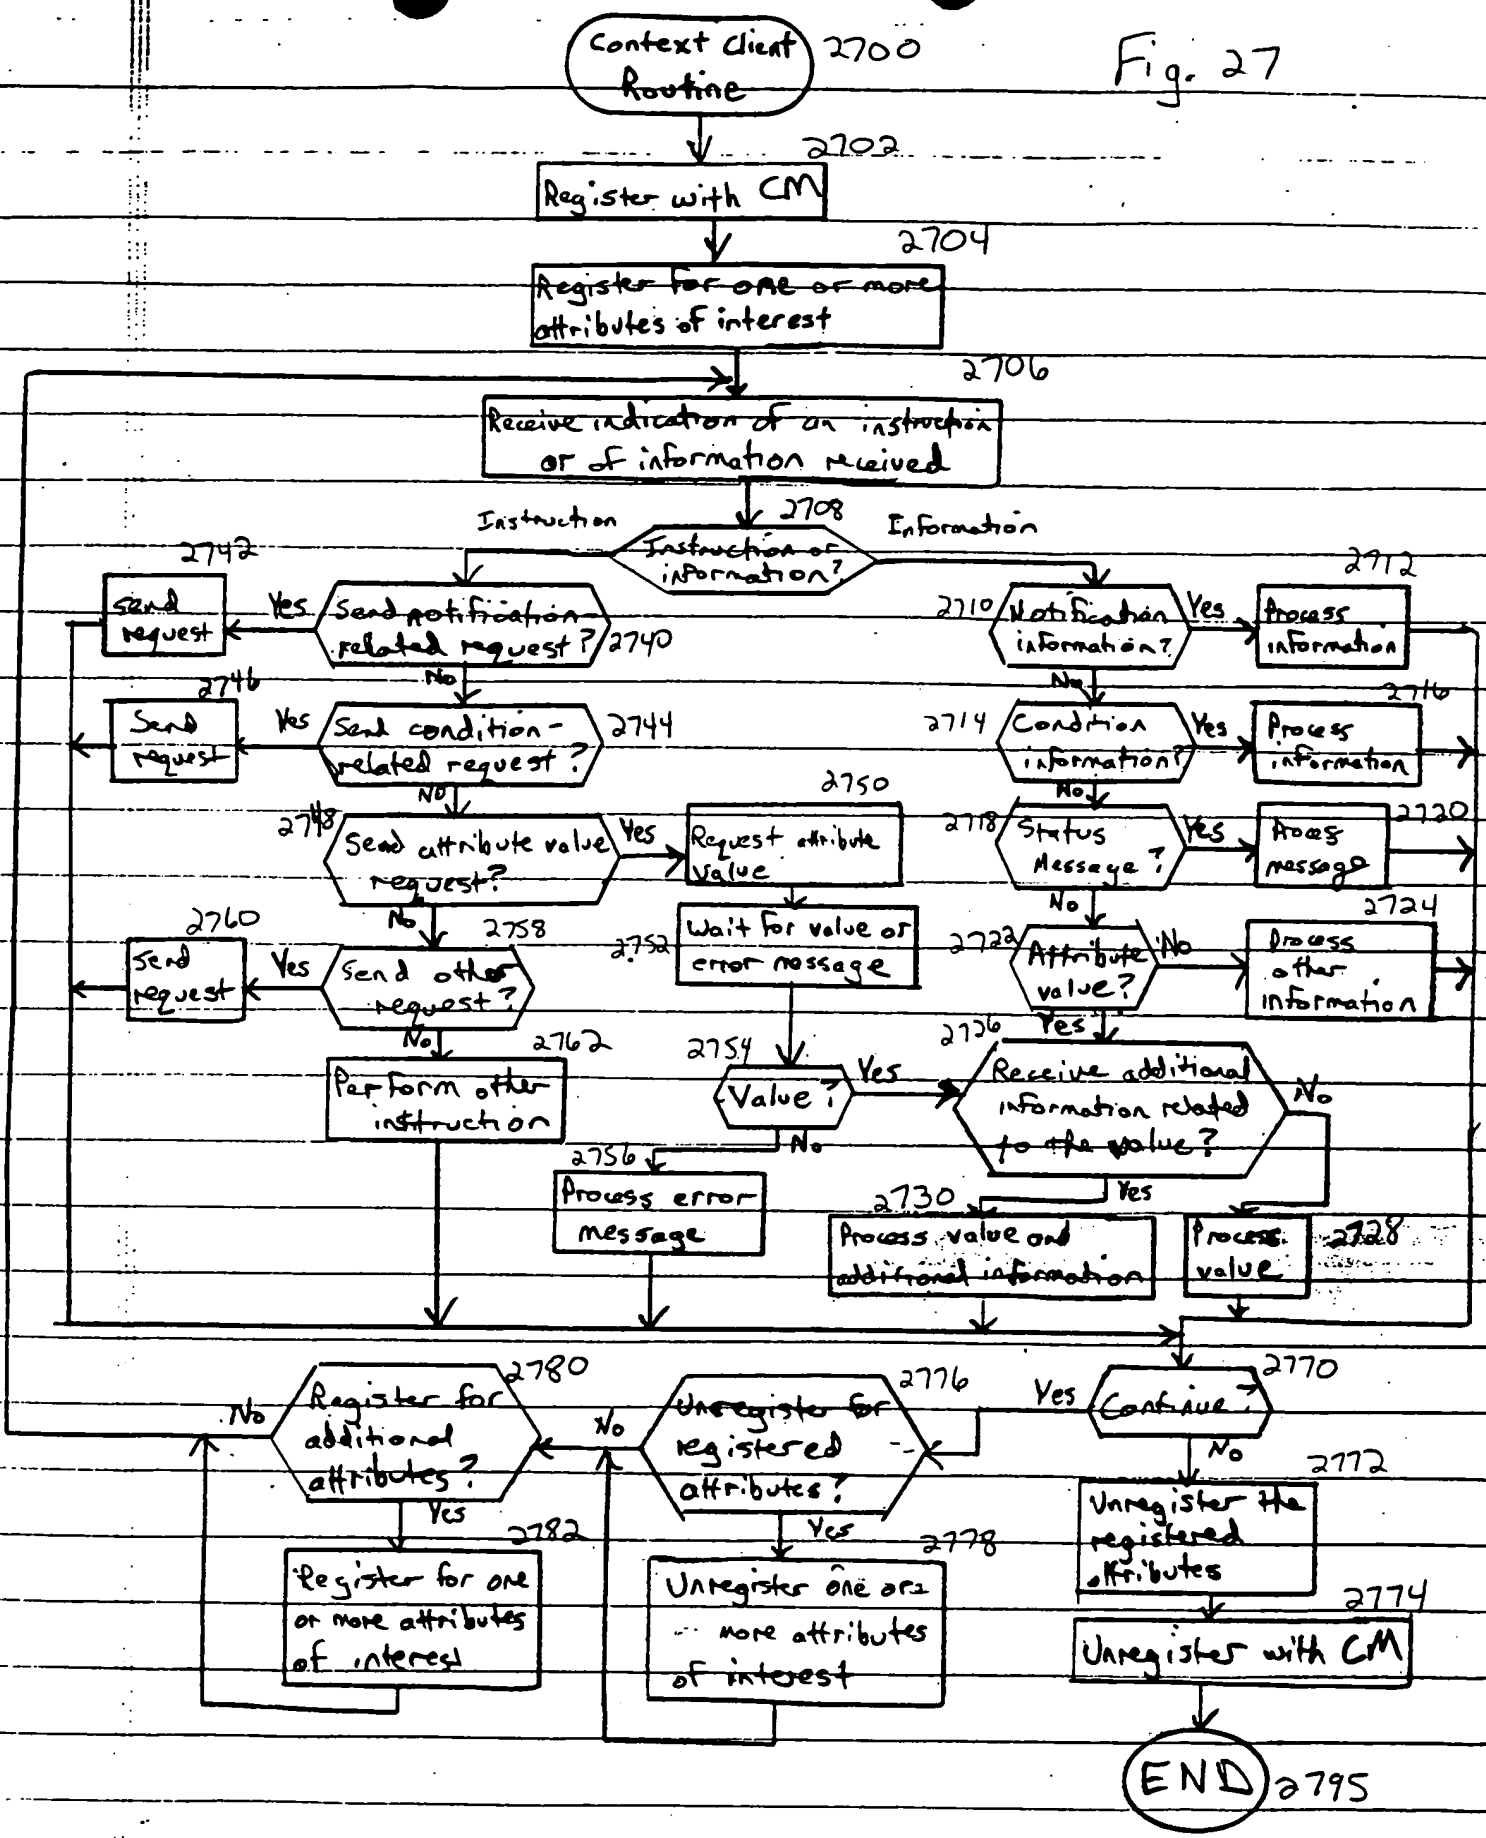 Context Client
Routine
2700
Fig. 27
2702
Register with CM
2704
Register for one or more
attributes of interest
2706
Receive indication of an instruction
or of information received
2708
Instruction
Information
Instruction or
information?
2742
Send
request
Yes
Send notification-
related request?
2740
No
2710
Notification
information?
Yes
2712
Process
information
No
2746
Send
request
Yes
Send condition-
related request?
2744
No
2714
Condition
information?
Yes
2716
Process
information
No
2748
Send attribute value
request?
Yes
2750
Request attribute
value
No
2718
Status
Message?
Yes
2720
Process
message
No
2760
Send
request
Yes
2758
Send other
request?
No
2752
Wait for value or
error message
2722
Attribute
value?
No
2724
Process
other
information
Yes
2762
Perform other
instruction
2754
Value?
Yes
No
2726
Receive additional
information related
to the value?
No
Yes
2756
Process error
message
2730
Process value and
additional information
2728
Process
value
2780
Register for
additional
attributes?
No
Yes
2776
Unregister for
registered
attributes?
No
Yes
2770
Continue?
Yes
No
2782
Register for one
or more attributes
of interest
2778
Unregister one or
more attributes
of interest
2772
Unregister the
registered
attributes
2774
Unregister with CM
END
2795